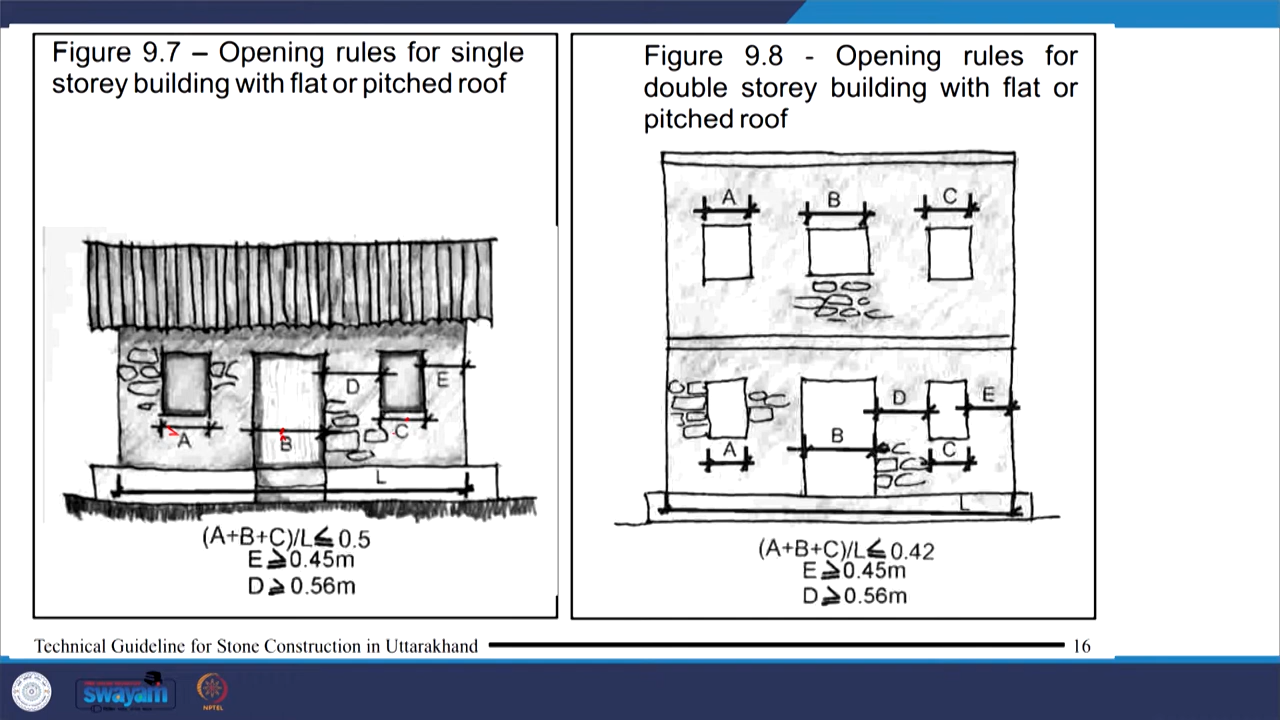 Figure 9.7 – Opening rules for single
storey building with flat or pitched roof
A
B
C
D
E
L
(A+B+C)/L≤0.5
E≥0.45m
D≥0.56m
Figure 9.8 - Opening rules for
double storey building with flat or
pitched roof
A
B
C
D
E
A
B
C
L
(A+B+C)/L≤0.42
E≥0.45m
D≥0.56m
Technical Guideline for Stone Construction in Uttarakhand
16
swayam
NPTEL